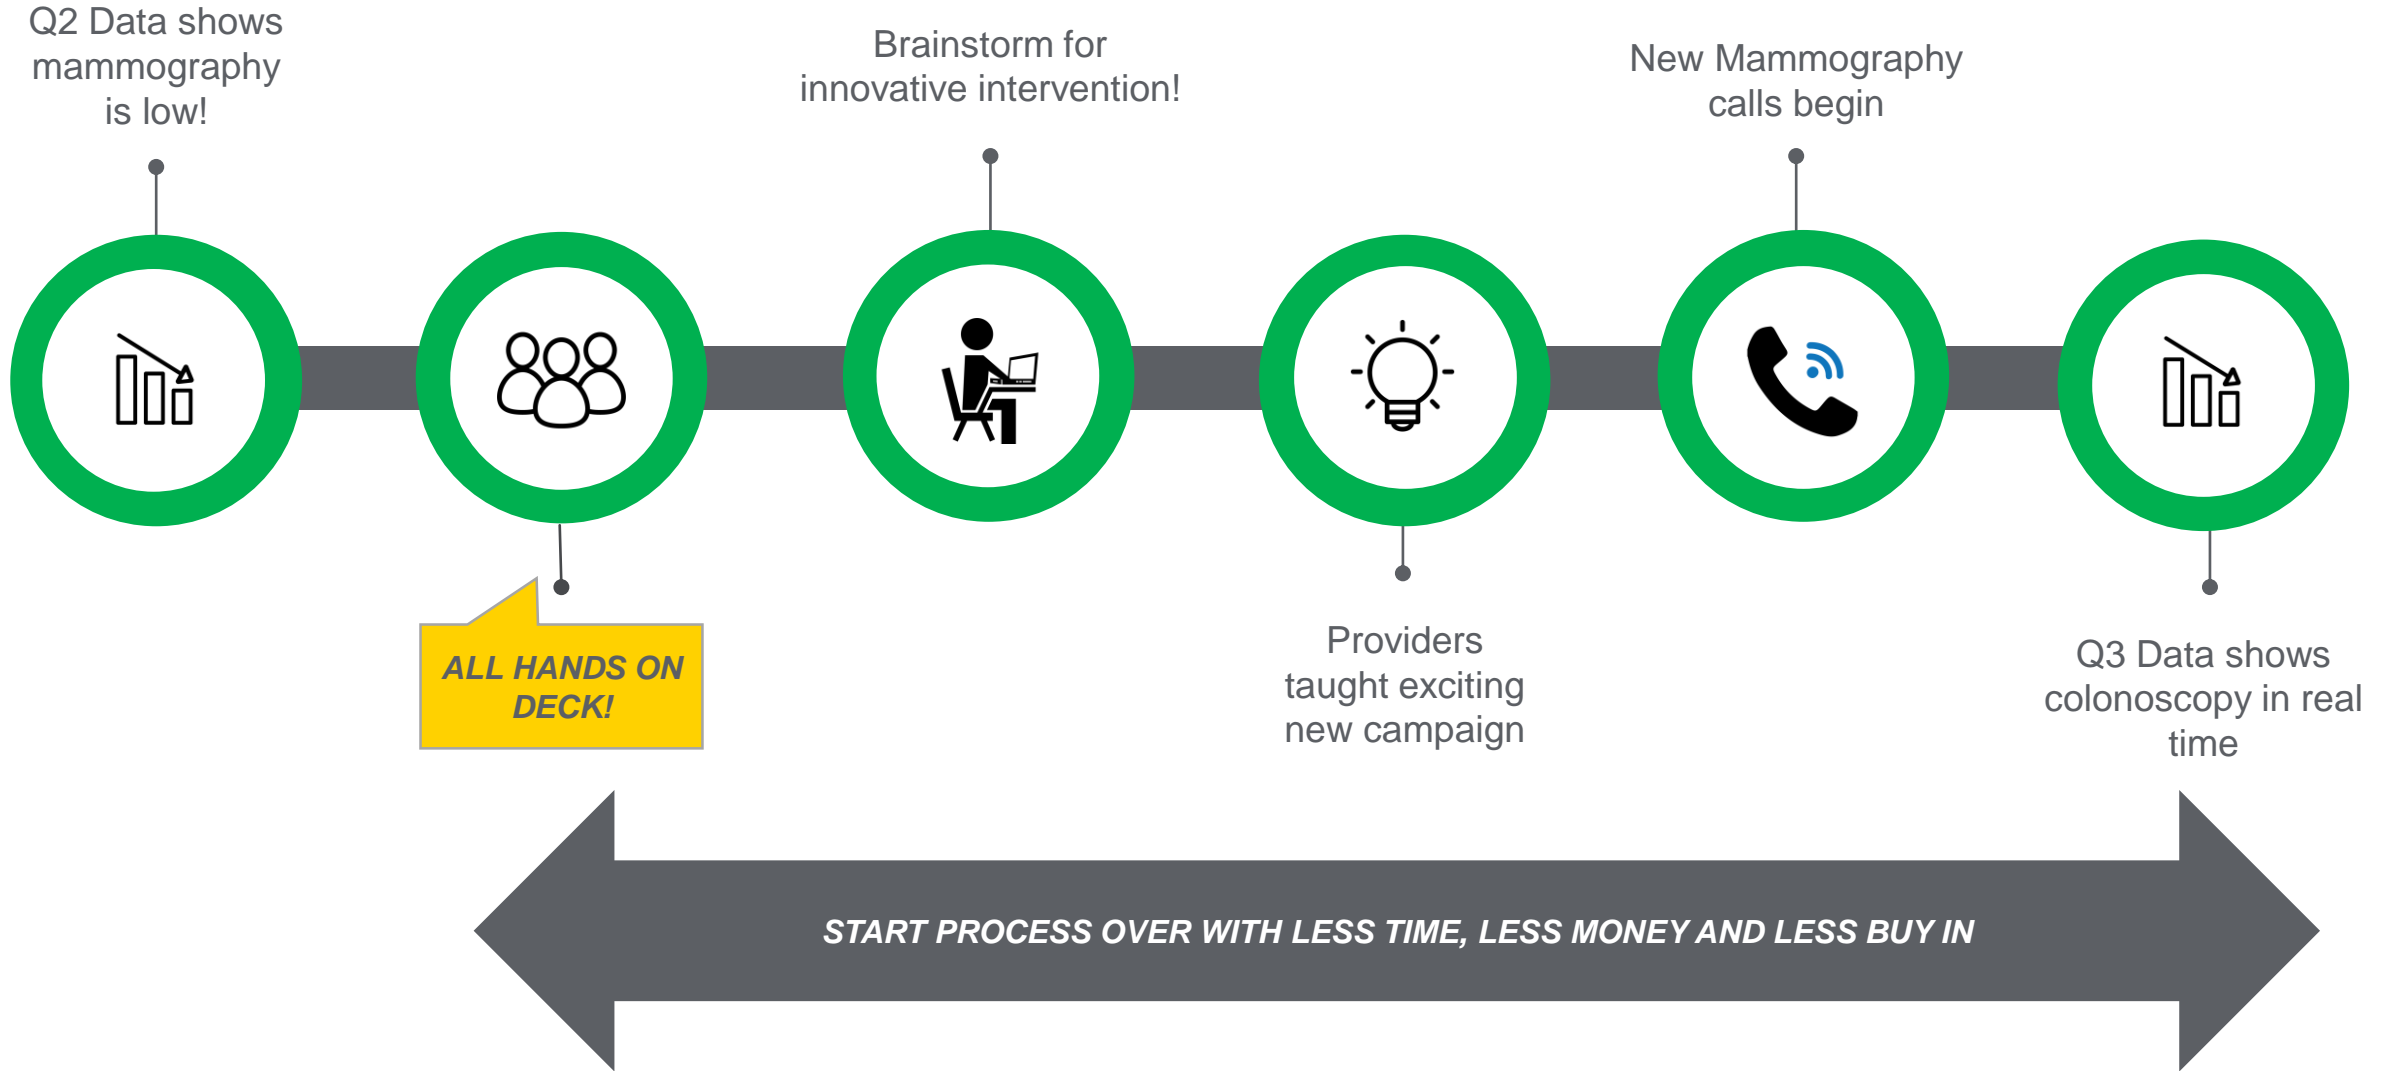 Q2 Data shows
mammography
is low!
ALL HANDS ON
DECK!
Brainstorm for
innovative intervention!
Providers
taught exciting
new campaign
New Mammography
calls begin
Q3 Data shows
colonoscopy in real
time
START PROCESS OVER WITH LESS TIME, LESS MONEY AND LESS BUY IN